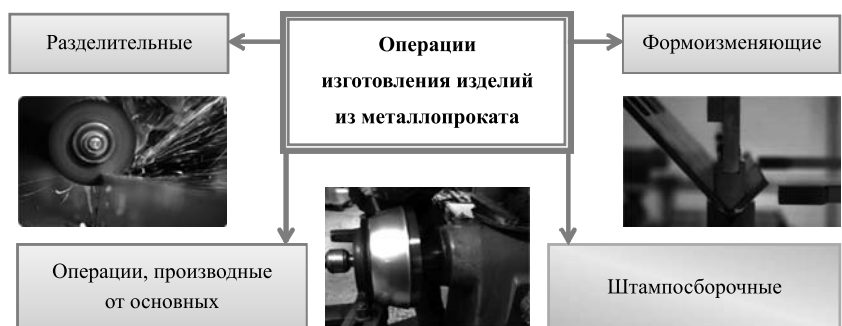 Разделительные
Операции
изготовления изделий
из металлопроката
Формоизменяющие
Операции, производные
от основных
Штампосборочные